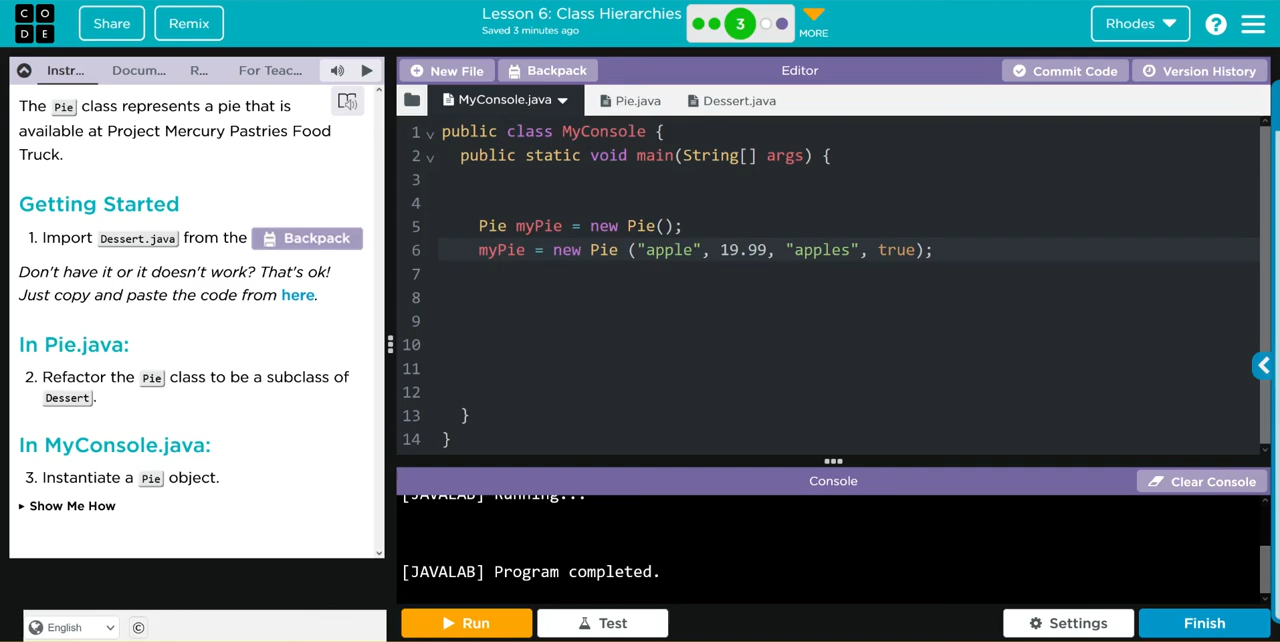 CO
DE
Share
Remix
Lesson 6: Class Hierarchies
Saved 3 minutes ago
3
MORE
Rhodes
?
Instr...
Docum...
R...
For Teac...
New File
Backpack
Editor
Commit Code
Version History
The Pie class represents a pie that is
available at Project Mercury Pastries Food
Truck.
Getting Started
1. Import Dessert.java from the Backpack
Don't have it or it doesn't work? That's ok!
Just copy and paste the code from here.
In Pie.java:
2. Refactor the Pie class to be a subclass of
Dessert.
In MyConsole.java:
3. Instantiate a Pie object.
Show Me How
English
©
MyConsole.java
Pie.java
Dessert.java
1 public class MyConsole {
2 public static void main(String[] args) {
3
4
5 Pie myPie = new Pie();
6 myPie = new Pie ("apple", 19.99, "apples", true);
7
8
9
10
11
12
13 }
14 }
Console
Clear Console
[JAVALAB] Running...
[JAVALAB] Program completed.
Run
Test
Settings
Finish